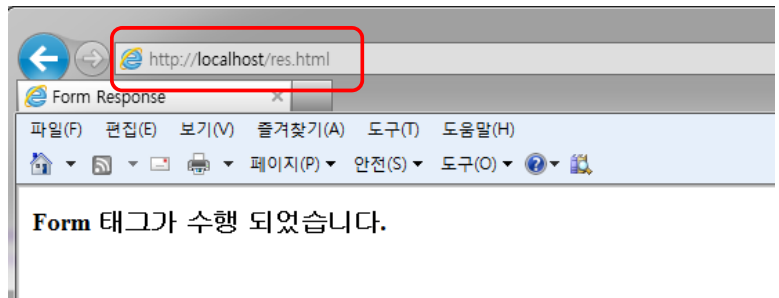 http://localhost/res.html
Form Response
파일(F) 편집(E) 보기(V) 즐겨찾기(A) 도구(T) 도움말(H)
페이지(P) 안전(S) 도구(O)
Form 태그가 수행 되었습니다.